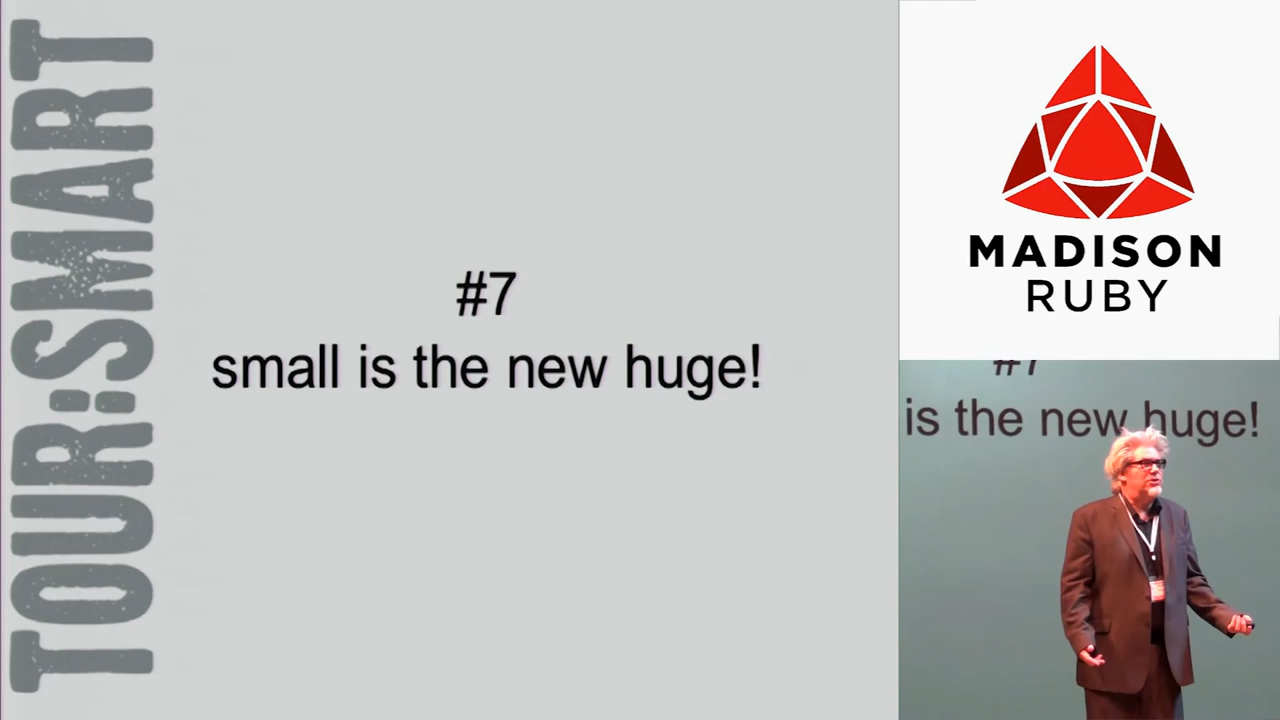 TOUR:SMART
#7
small is the new huge!
MADISON
RUBY
#7
is the new huge!